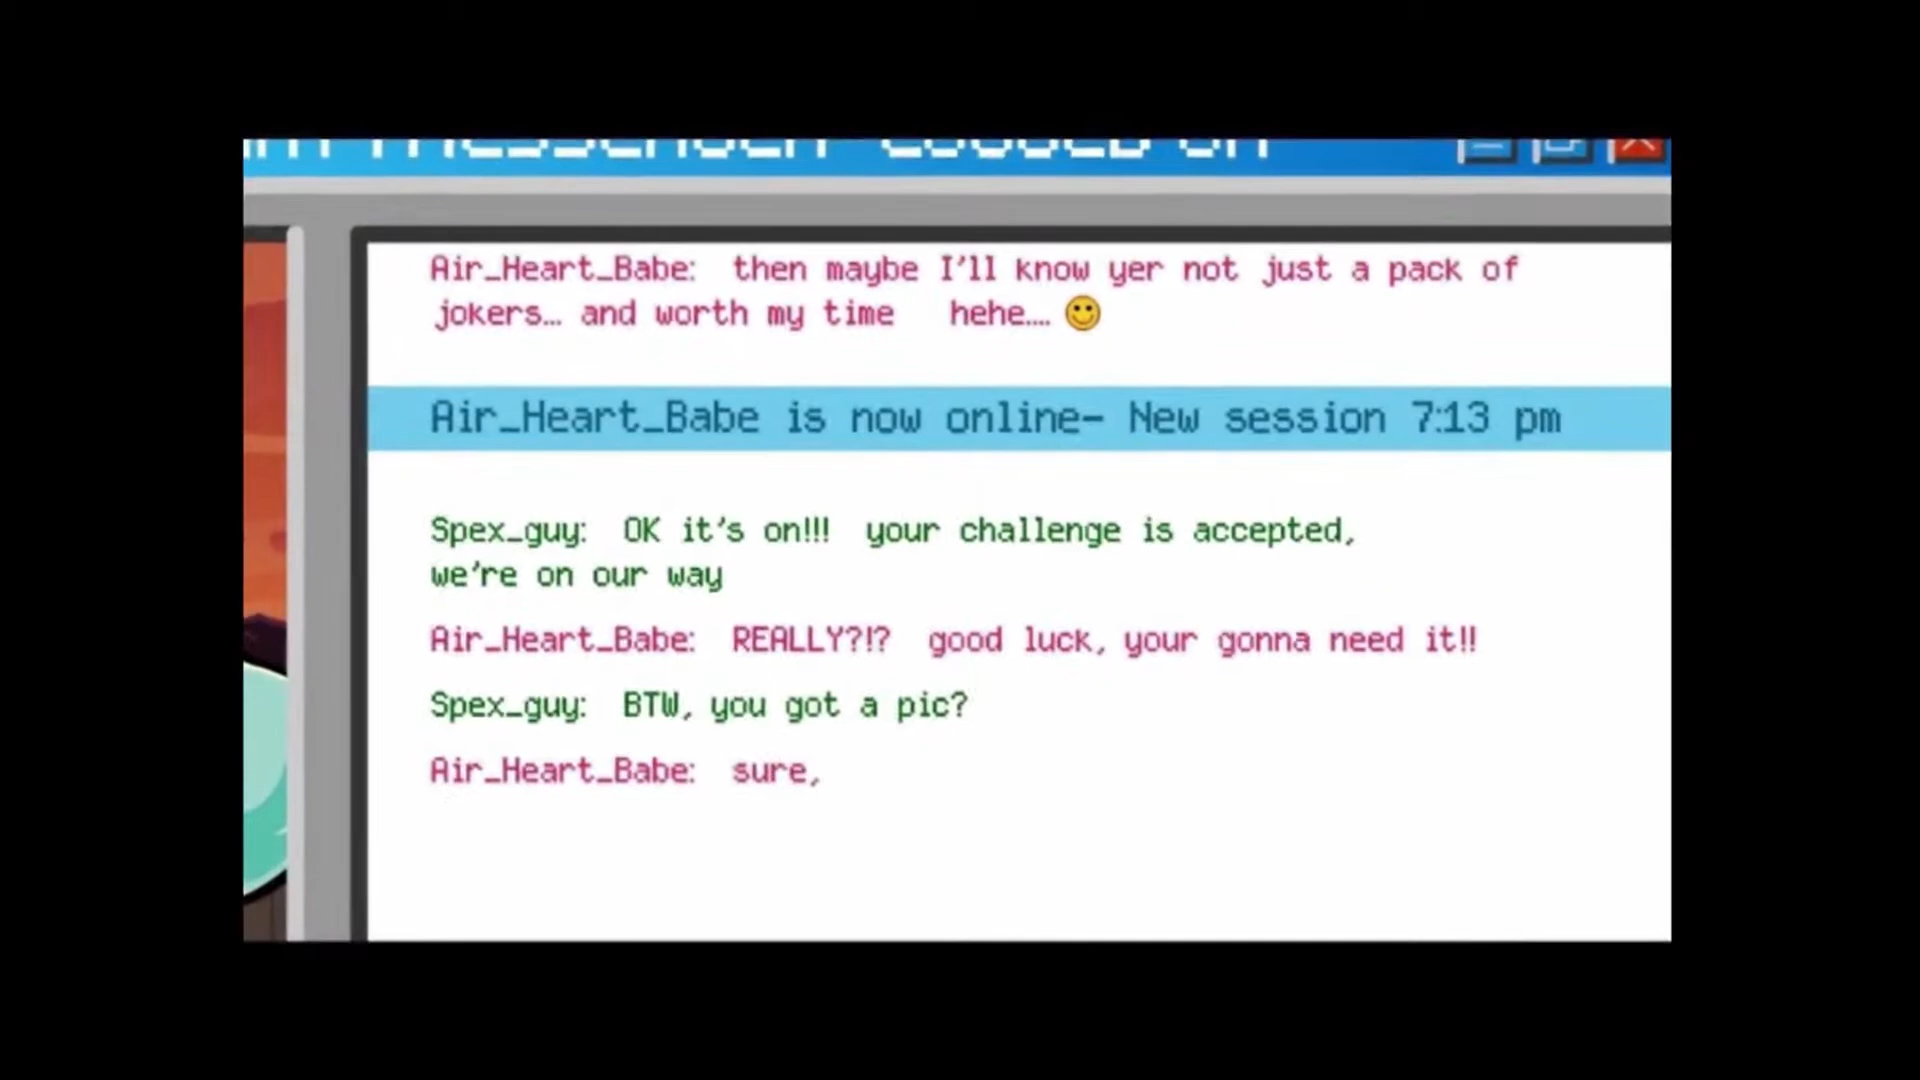 Air_Heart_Babe: then maybe I'll know yer not just a pack of
jokers... and worth my time hehe....
Air_Heart_Babe is now online- New session 7:13 pm
Spex_guy: OK it's on!!! your challenge is accepted,
we're on our way
Air_Heart_Babe: REALLY?!? good luck, your gonna need it!!
Spex_guy: BTW, you got a pic?
Air_Heart_Babe: sure,